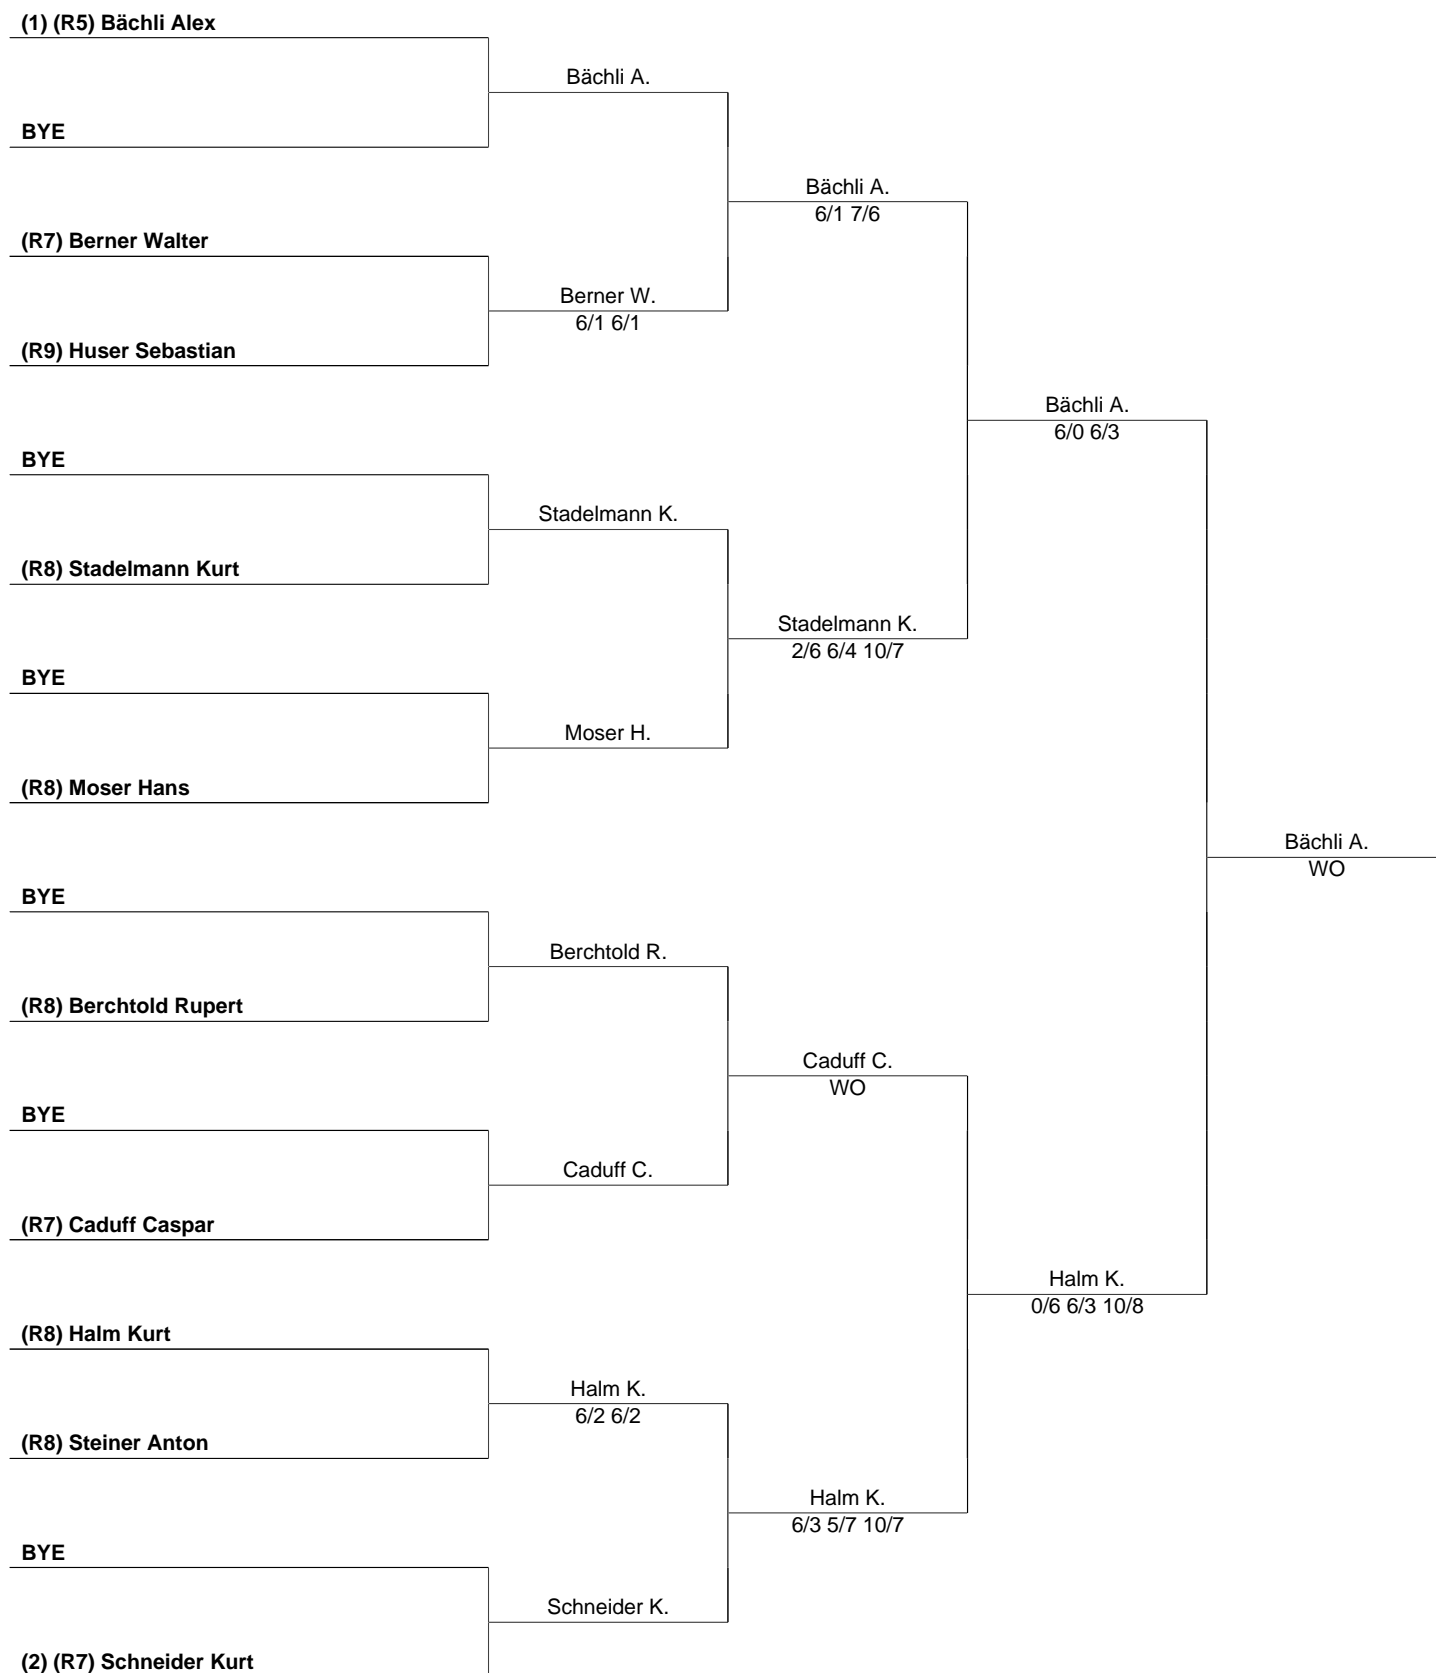 (1) (R5) Bächli Alex
Bächli A.
BYE
Bächli A.
6/1 7/6
(R7) Berner Walter
Berner W.
6/1 6/1
(R9) Huser Sebastian
Bächli A.
6/0 6/3
BYE
Stadelmann K.
(R8) Stadelmann Kurt
Stadelmann K.
2/6 6/4 10/7
BYE
Moser H.
(R8) Moser Hans
Bächli A.
WO
BYE
Berchtold R.
(R8) Berchtold Rupert
Caduff C.
WO
BYE
Caduff C.
(R7) Caduff Caspar
Halm K.
0/6 6/3 10/8
(R8) Halm Kurt
Halm K.
6/2 6/2
(R8) Steiner Anton
Halm K.
6/3 5/7 10/7
BYE
Schneider K.
(2) (R7) Schneider Kurt